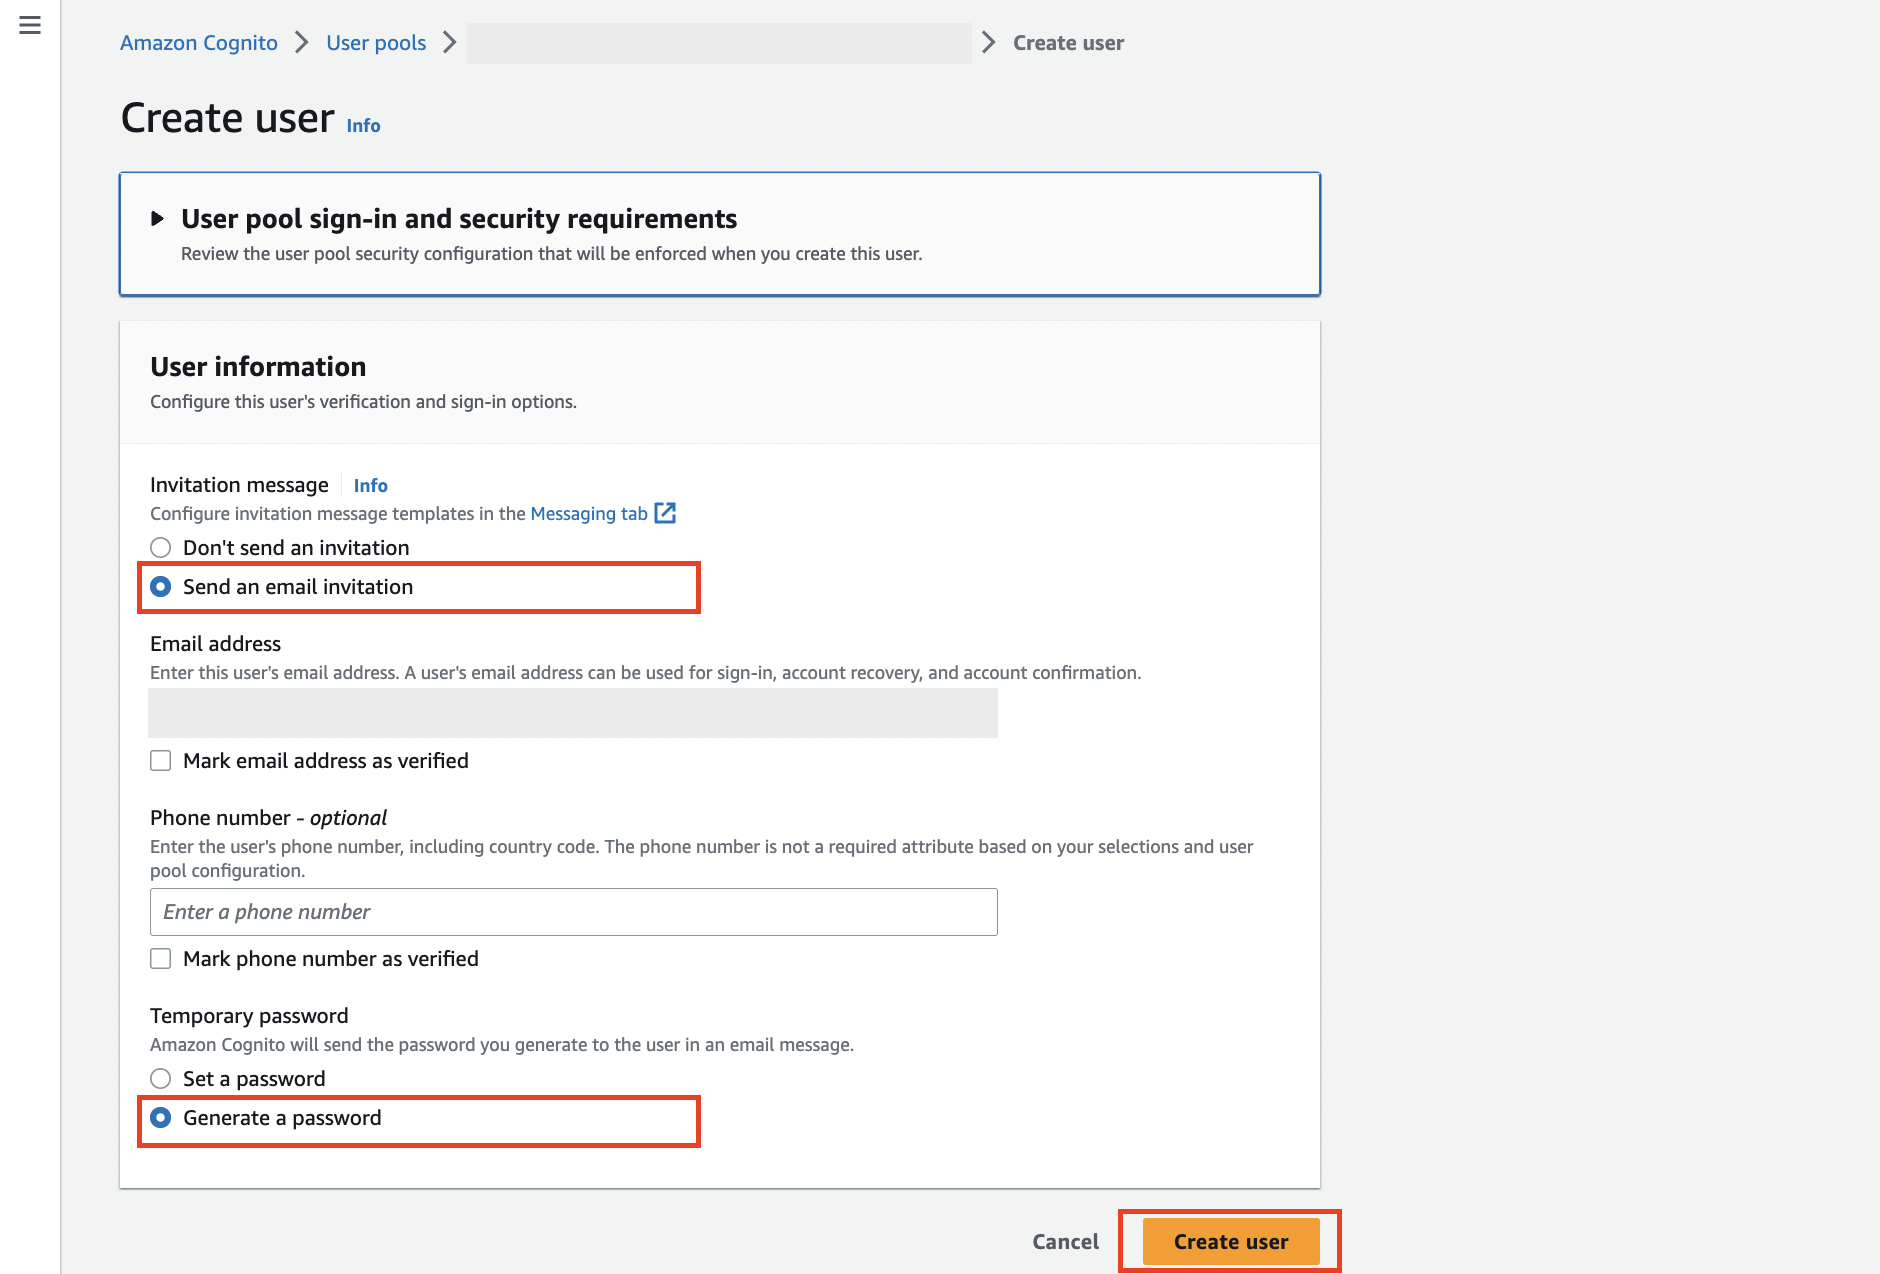 Amazon Cognito > User pools > > Create user
Create user Info
User pool sign-in and security requirements
Review the user pool security configuration that will be enforced when you create this user.
User information
Configure this user's verification and sign-in options.
Invitation message Info
Configure invitation message templates in the Messaging tab
Don't send an invitation
Send an email invitation
Email address
Enter this user's email address. A user's email address can be used for sign-in, account recovery, and account confirmation.
Mark email address as verified
Phone number - optional
Enter the user's phone number, including country code. The phone number is not a required attribute based on your selections and user
pool configuration.
Enter a phone number
Mark phone number as verified
Temporary password
Amazon Cognito will send the password you generate to the user in an email message.
Set a password
Generate a password
Cancel Create user